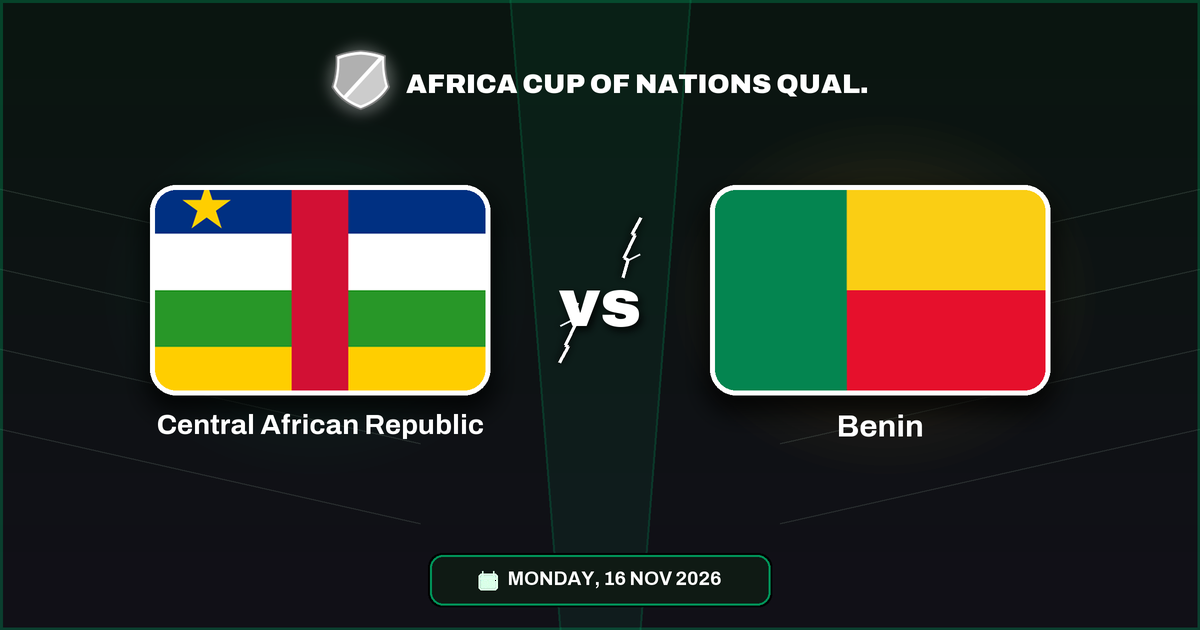 AFRICA CUP OF NATIONS QUAL.
VS
Central African Republic
Benin
MONDAY, 16 NOV 2026